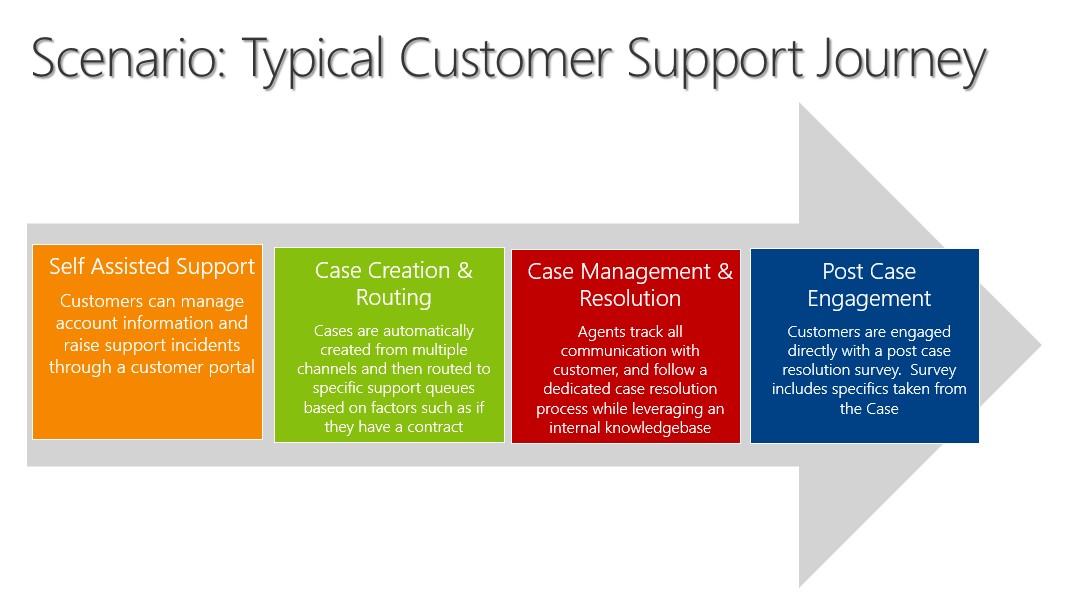 Scenario: Typical Customer Support Journey
Self Assisted Support
Customers can manage
account information and
raise support incidents
through a customer portal
Case Creation &
Routing
Cases are automatically
created from multiple
channels and then routed to
specific support queues
based on factors such as if
they have a contract
Case Management &
Resolution
Agents track all
communication with
customer, and follow a
dedicated case resolution
process while leveraging an
internal knowledgebase
Post Case
Engagement
Customers are engaged
directly with a post case
resolution survey.  Survey
includes specifics taken from
the Case